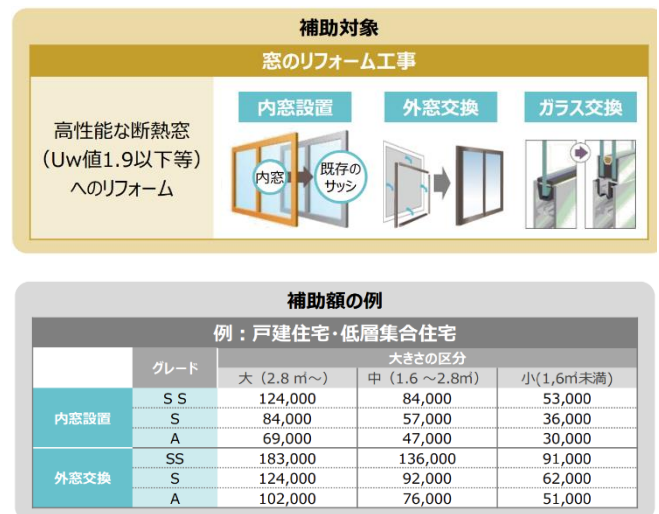 補助対象
窓のリフォーム工事
高性能な断熱窓
（Uw値1.9以下等）
へのリフォーム
内窓設置
外窓交換
ガラス交換
内窓
既存の
サッシ
補助額の例
例：戸建住宅･低層集合住宅
グレード
大きさの区分
大（2.8 ㎡～）
中（1.6 ～2.8㎡）
小(1,6㎡未満)
内窓設置
S S 124,000 84,000 53,000
S 84,000 57,000 36,000
A 69,000 47,000 30,000
外窓交換
SS 183,000 136,000 91,000
S 124,000 92,000 62,000
A 102,000 76,000 51,000